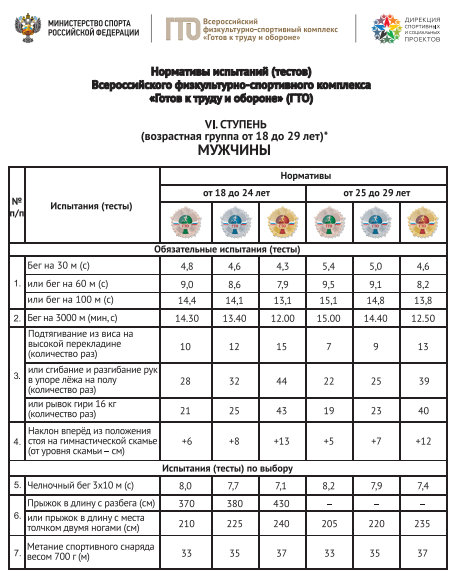 МИНИСТЕРСТВО СПОРТА
РОССИЙСКОЙ ФЕДЕРАЦИИ
ГТО
Всероссийский
физкультурно-спортивный комплекс
«Готов к труду и обороне»
ДИРЕКЦИЯ
СПОРТИВНЫХ
И СОЦИАЛЬНЫХ
ПРОЕКТОВ
Нормативы испытаний (тестов)
Всероссийского физкультурно-спортивного комплекса
«Готов к труду и обороне» (ГТО)
VI. СТУПЕНЬ
(возрастная группа от 18 до 29 лет)*
МУЖЧИНЫ
№ п/п Испытания (тесты) Нормативы
от 18 до 24 лет от 25 до 29 лет
ГТО ГТО ГТО ГТО ГТО ГТО
Обязательные испытания (тесты)
1. Бег на 30 м (с) 4,8 4,6 4,3 5,4 5,0 4,6
или бег на 60 м (с) 9,0 8,6 7,9 9,5 9,1 8,2
или бег на 100 м (с) 14,4 14,1 13,1 15,1 14,8 13,8
2. Бег на 3000 м (мин, с) 14.30 13.40 12.00 15.00 14.40 12.50
3. Подтягивание из виса на
высокой перекладине
(количество раз) 10 12 15 7 9 13
или сгибание и разгибание рук
в упоре лёжа на полу
(количество раз) 28 32 44 22 25 39
или рывок гири 16 кг
(количество раз) 21 25 43 19 23 40
4. Наклон вперёд из положения
стоя на гимнастической скамье
(от уровня скамьи – см) +6 +8 +13 +5 +7 +12
Испытания (тесты) по выбору
5. Челночный бег 3х10 м (с) 8,0 7,7 7,1 8,2 7,9 7,4
6. Прыжок в длину с разбега (см) 370 380 430 – – –
или прыжок в длину с места
толчком двумя ногами (см) 210 225 240 205 220 235
7. Метание спортивного снаряда
весом 700 г (м) 33 35 37 33 35 37